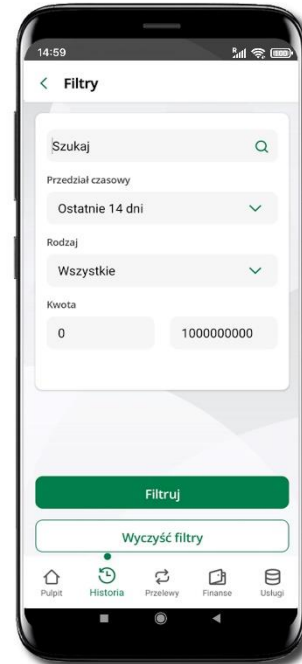 14:59
Filtry
Szukaj
Przedział czasowy
Ostatnie 14 dni
Rodzaj
Wszystkie
Kwota
0 1000000000
Filtruj
Wyczyść filtry
Pulpit Historia Przelewy Finanse Usługi